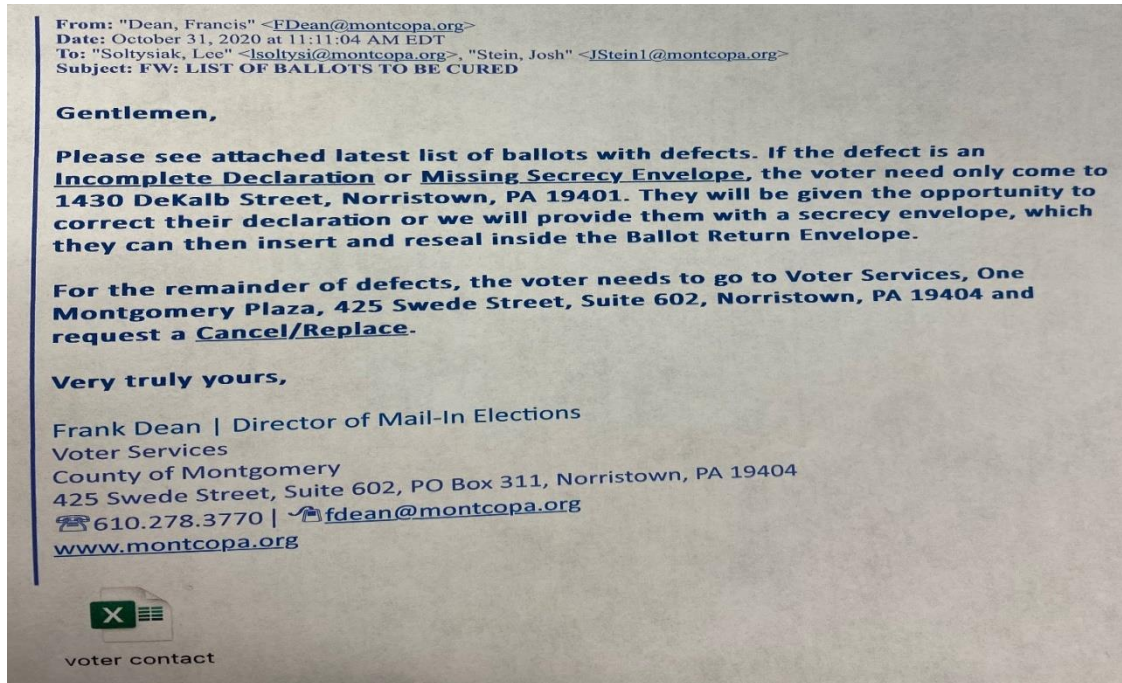 From: "Dean, Francis" <FDean@montcopa.org>
Date: October 31, 2020 at 11:11:04 AM EDT
To: "Soltysiak, Lee" <lsoltysi@montcopa.org>, "Stein, Josh" <JStein1@montcopa.org>
Subject: FW: LIST OF BALLOTS TO BE CURED
Gentlemen,
Please see attached latest list of ballots with defects. If the defect is an
Incomplete Declaration or Missing Secrecy Envelope, the voter need only come to
1430 DeKalb Street, Norristown, PA 19401. They will be given the opportunity to
correct their declaration or we will provide them with a secrecy envelope, which
they can then insert and reseal inside the Ballot Return Envelope.
For the remainder of defects, the voter needs to go to Voter Services, One
Montgomery Plaza, 425 Swede Street, Suite 602, Norristown, PA 19404 and
request a Cancel/Replace.
Very truly yours,
Frank Dean | Director of Mail-In Elections
Voter Services
County of Montgomery
425 Swede Street, Suite 602, PO Box 311, Norristown, PA 19404
☎610.278.3770 | fdean@montcopa.org
www.montcopa.org
X
voter contact